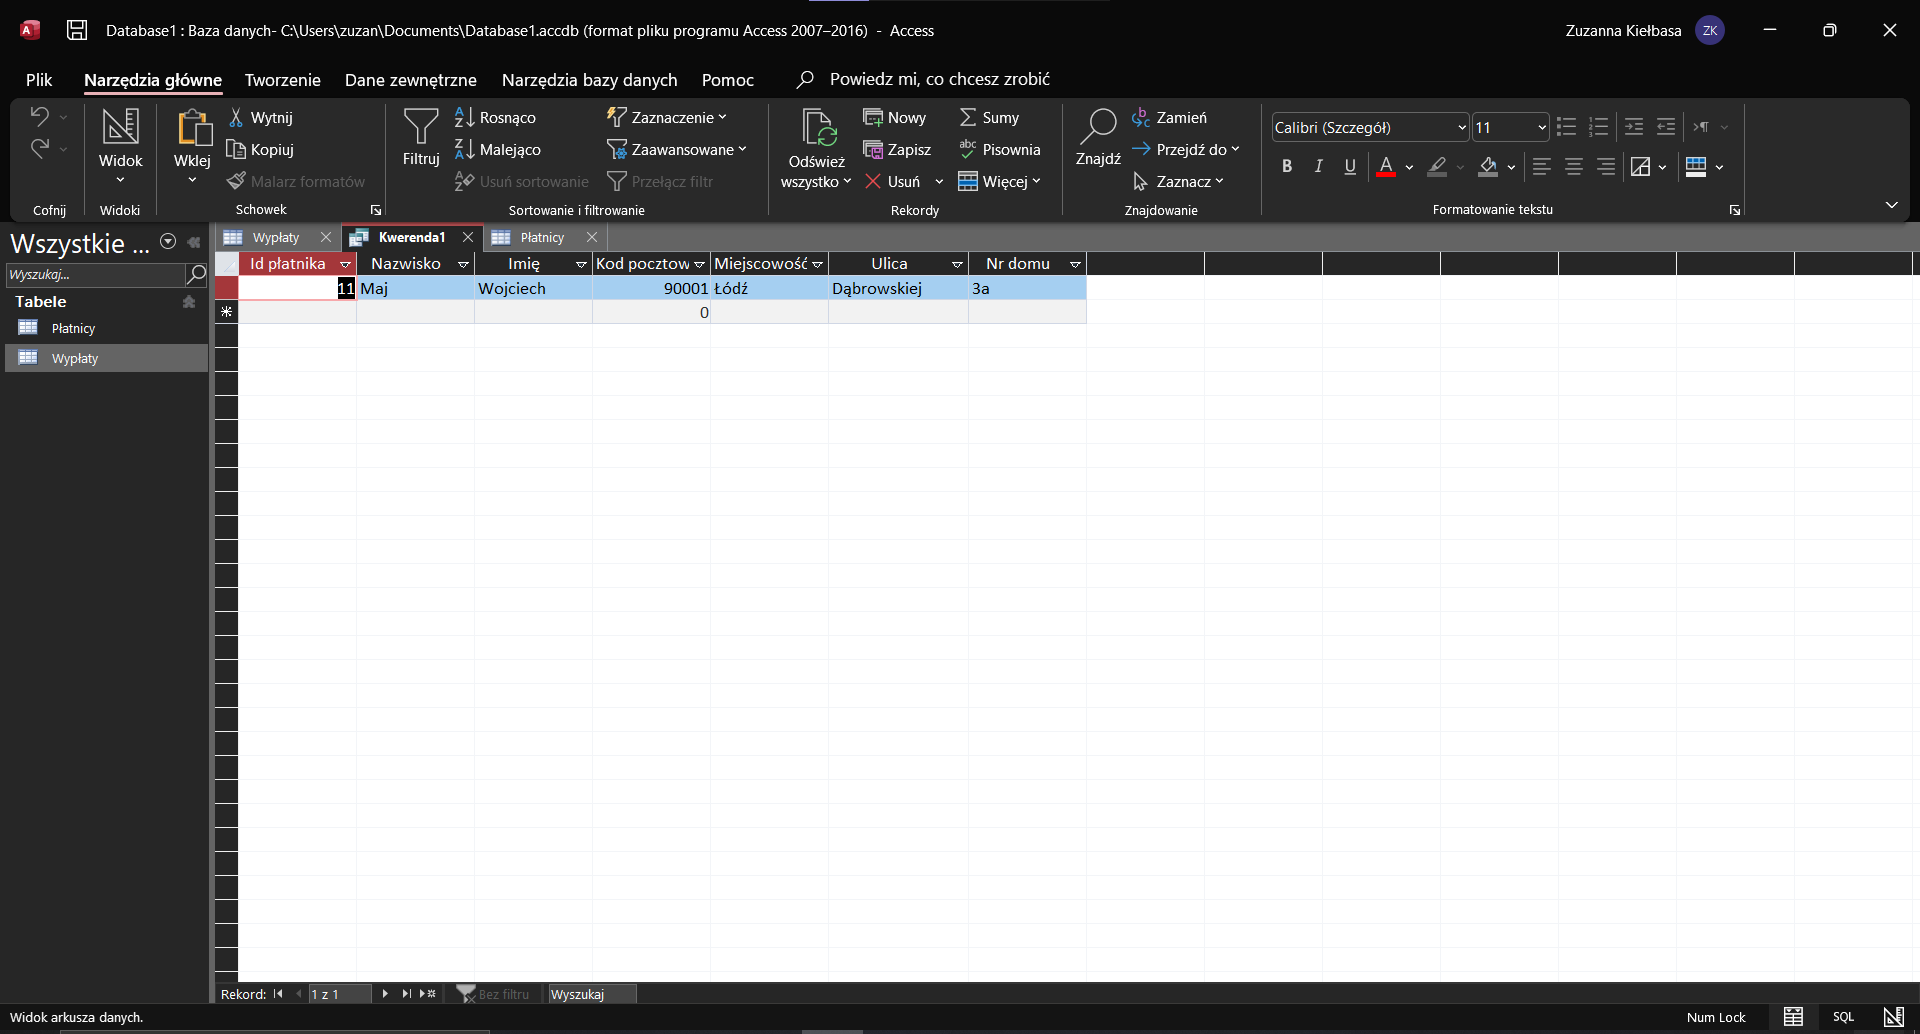 Database1 : Baza danych- C:\Users\zuzan\Documents\Database1.accdb (format pliku programu Access 2007–2016) - Access
Zuzanna Kiełbasa ZK
Plik Narzędzia główne Tworzenie Dane zewnętrzne Narzędzia bazy danych Pomoc Powiedz mi, co chcesz zrobić
Cofnij
Widok
Widoki
Wklej
Wytnij
Kopiuj
Malarz formatów
Schowek
Filtruj
Rosnąco
Malejąco
Usuń sortowanie
Zaznaczenie
Zaawansowane
Przełącz filtr
Sortowanie i filtrowanie
Odśwież
wszystko
Nowy
Zapisz
Usuń
Sumy
Pisownia
Więcej
Rekordy
Znajdź
Zamień
Przejdź do
Zaznacz
Znajdowanie
Calibri (Szczegół) 11
B I U A
Formatowanie tekstu
Wszystkie ...
Wyszukaj...
Tabele
Płatnicy
Wypłaty
Wypłaty Kwerenda1 Płatnicy
Id płatnika Nazwisko Imię Kod pocztow Miejscowość Ulica Nr domu
11 Maj Wojciech 90001 Łódź Dąbrowskiej 3a
0
Rekord: 1 z 1 Bez filtru Wyszukaj
Widok arkusza danych.
Num Lock SQL